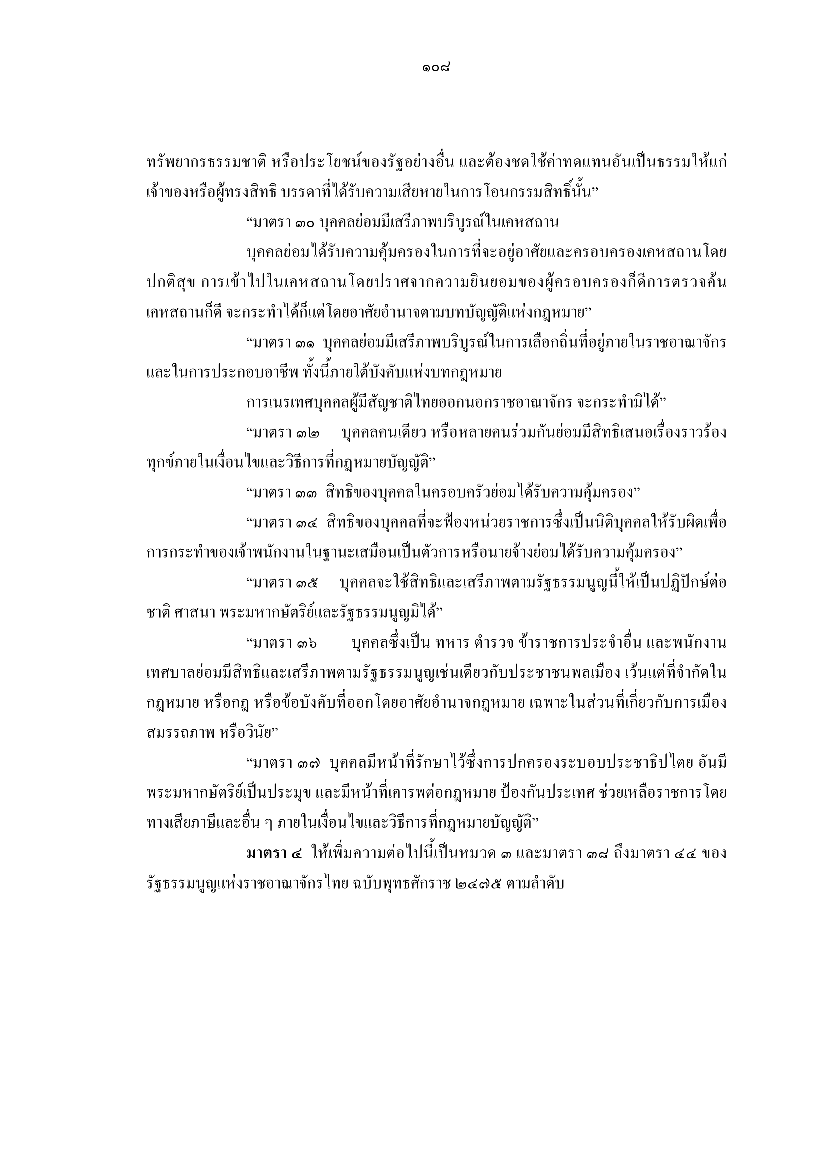 ๑๐๘
ทรัพยากรธรรมชาติ หรือประโยชน์ของรัฐอย่างอื่น และต้องชดใช้ค่าทดแทนอันเป็นธรรมให้แก่
เจ้าของหรือผู้ทรงสิทธิ บรรดาที่ได้รับความเสียหายในการโอนกรรมสิทธิ์นั้น”
“มาตรา ๓๐ บุคคลย่อมมีเสรีภาพบริบูรณ์ในเคหสถาน
บุคคลย่อมได้รับความคุ้มครองในการที่จะอยู่อาศัยและครอบครองเคหสถานโดย
ปกติสุข การเข้าไปในเคหสถานโดยปราศจากความยินยอมของผู้ครอบครองก็ดีการตรวจค้น
เคหสถานก็ดี จะกระทำได้ก็แต่โดยอาศัยอำนาจตามบทบัญญัติแห่งกฎหมาย”
“มาตรา ๓๑ บุคคลย่อมมีเสรีภาพบริบูรณ์ในการเลือกถิ่นที่อยู่ภายในราชอาณาจักร
และในการประกอบอาชีพ ทั้งนี้ภายใต้บังคับแห่งบทกฎหมาย
การเนรเทศบุคคลผู้มีสัญชาติไทยออกนอกราชอาณาจักร จะกระทำมิได้”
“มาตรา ๓๒ บุคคลคนเดียว หรือหลายคนร่วมกันย่อมมีสิทธิเสนอเรื่องราวร้อง
ทุกข์ภายในเงื่อนไขและวิธีการที่กฎหมายบัญญัติ”
“มาตรา ๓๓ สิทธิของบุคคลในครอบครัวย่อมได้รับความคุ้มครอง”
“มาตรา ๓๔ สิทธิของบุคคลที่จะฟ้องหน่วยราชการซึ่งเป็นนิติบุคคลให้รับผิดเพื่อ
การกระทำของเจ้าพนักงานในฐานะเสมือนเป็นตัวการหรือนายจ้างย่อมได้รับความคุ้มครอง”
“มาตรา ๓๕ บุคคลจะใช้สิทธิและเสรีภาพตามรัฐธรรมนูญนี้ให้เป็นปฏิปักษ์ต่อ
ชาติ ศาสนา พระมหากษัตริย์และรัฐธรรมนูญมิได้”
“มาตรา ๓๖ บุคคลซึ่งเป็น ทหาร ตำรวจ ข้าราชการประจำอื่น และพนักงาน
เทศบาลย่อมมีสิทธิและเสรีภาพตามรัฐธรรมนูญเช่นเดียวกับประชาชนพลเมือง เว้นแต่ที่จำกัดใน
กฎหมาย หรือกฎ หรือข้อบังคับที่ออกโดยอาศัยอำนาจกฎหมาย เฉพาะในส่วนที่เกี่ยวกับการเมือง
สมรรถภาพ หรือวินัย”
“มาตรา ๓๗ บุคคลมีหน้าที่รักษาไว้ซึ่งการปกครองระบอบประชาธิปไตย อันมี
พระมหากษัตริย์เป็นประมุข และมีหน้าที่เคารพต่อกฎหมาย ป้องกันประเทศ ช่วยเหลือราชการโดย
ทางเสียภาษีและอื่น ๆ ภายในเงื่อนไขและวิธีการที่กฎหมายบัญญัติ”
มาตรา ๔ ให้เพิ่มความต่อไปนี้เป็นหมวด ๓ และมาตรา ๓๘ ถึงมาตรา ๔๔ ของ
รัฐธรรมนูญแห่งราชอาณาจักรไทย ฉบับพุทธศักราช ๒๔๗๕ ตามลำดับ